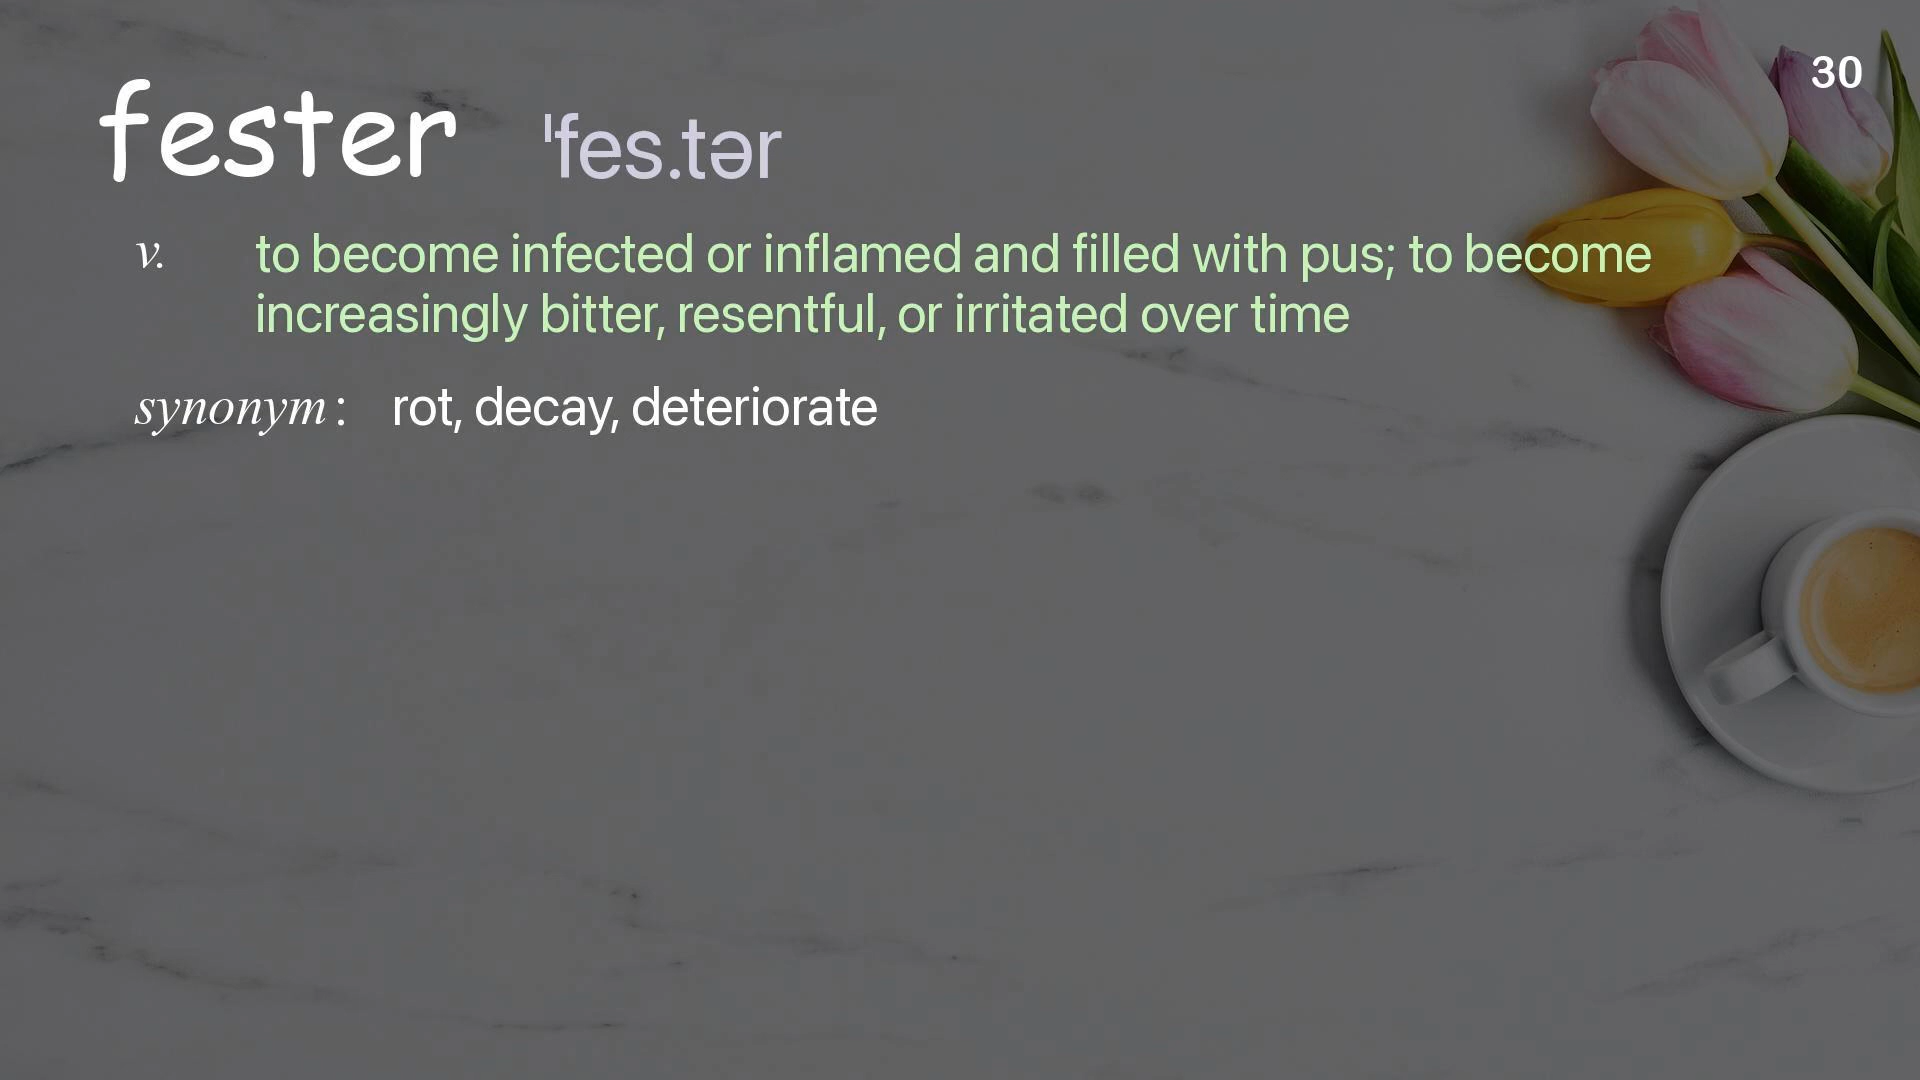 30
fester ˈfes.tər
v. to become infected or inflamed and filled with pus; to become
increasingly bitter, resentful, or irritated over time
synonym : rot, decay, deteriorate